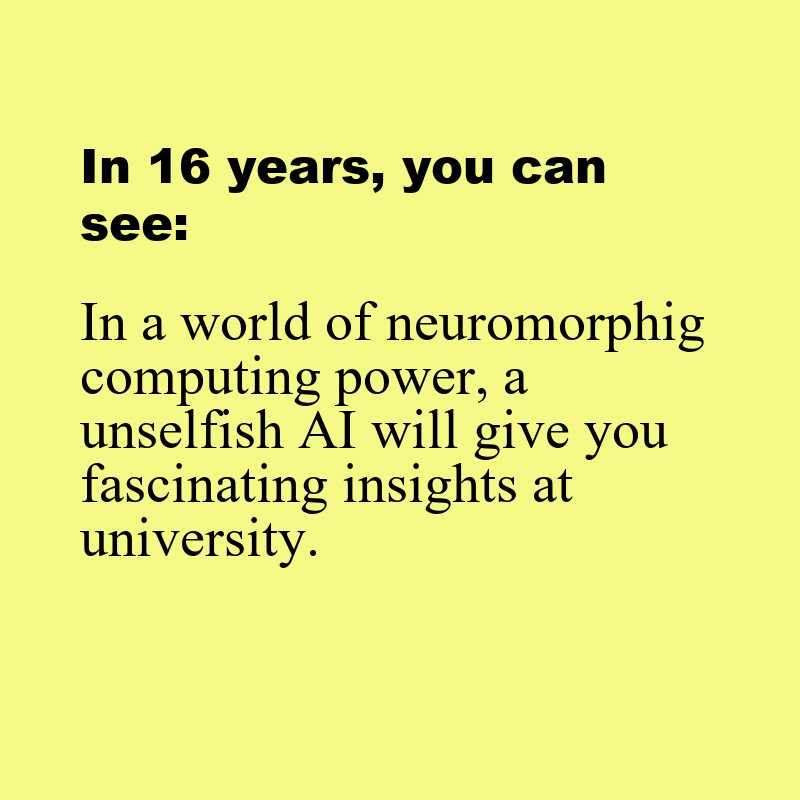 In 16 years, you can
see:
In a world of neuromorphig
computing power, a
unselfish AI will give you
fascinating insights at
university.